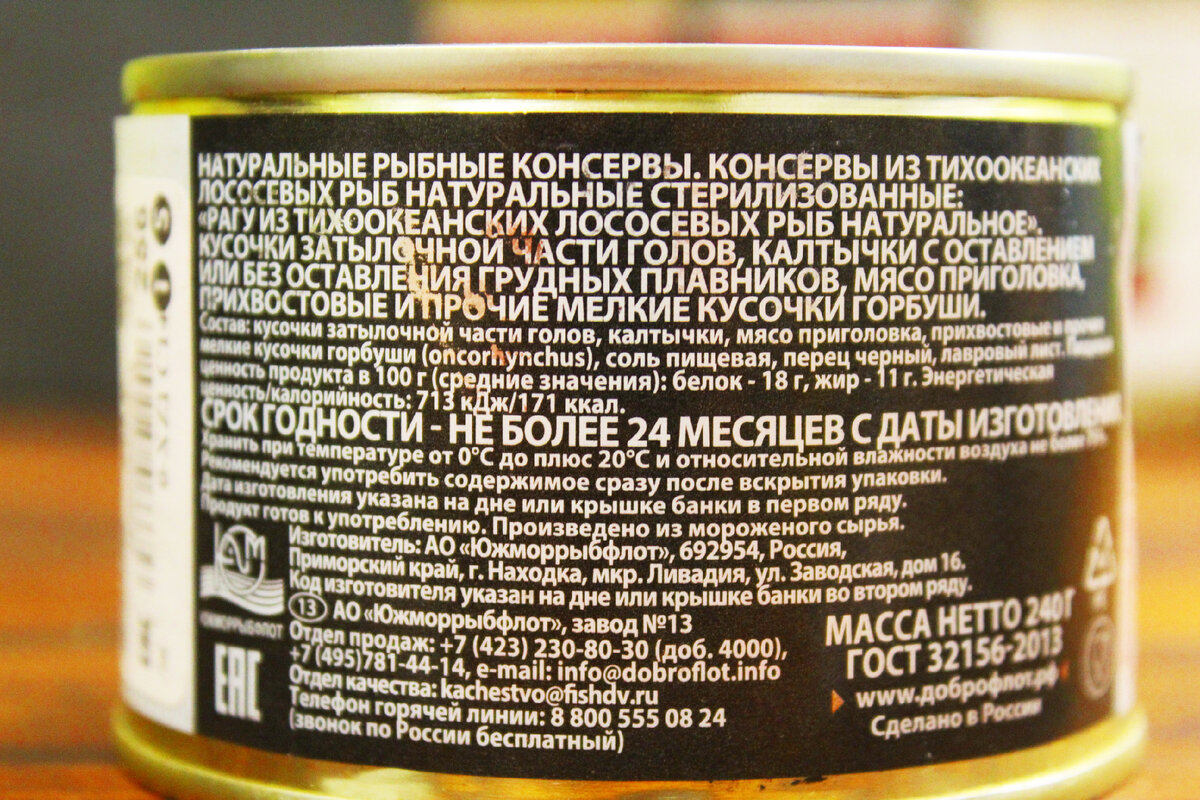 НАТУРАЛЬНЫЕ РЫБНЫЕ КОНСЕРВЫ. КОНСЕРВЫ ИЗ ТИХООКЕАНСКИХ
ЛОСОСЕВЫХ РЫБ НАТУРАЛЬНЫЕ СТЕРИЛИЗОВАННЫЕ:
«РАГУ ИЗ ТИХООКЕАНСКИХ ЛОСОСЕВЫХ РЫБ НАТУРАЛЬНОЕ».
КУСОЧКИ ЗАТЫЛОЧНОЙ ЧАСТИ ГОЛОВ, КАЛТЫЧКИ С ОСТАВЛЕНИЕМ
ИЛИ БЕЗ ОСТАВЛЕНИЯ ГРУДНЫХ ПЛАВНИКОВ, МЯСО ПРИГОЛОВКА,
ПРИХВОСТОВЫЕ И ПРОЧИЕ МЕЛКИЕ КУСОЧКИ ГОРБУШИ.
Состав: кусочки затылочной части голов, калтычки, мясо приголовка, прихвостовые и прочие
мелкие кусочки горбуши (oncorhynchus), соль пищевая, перец черный, лавровый лист.
ценность продукта в 100 г (средние значения): белок - 18 г, жир - 11 г. Энергетическая
ценность/калорийность: 713 кДж/171 ккал.
СРОК ГОДНОСТИ - НЕ БОЛЕЕ 24 МЕСЯЦЕВ С ДАТЫ ИЗГОТОВЛЕНИЯ.
Хранить при температуре от 0°С до плюс 20°С и относительной влажности воздуха не более
Рекомендуется употребить содержимое сразу после вскрытия упаковки.
Дата изготовления указана на дне или крышке банки в первом ряду.
Продукт готов к употреблению. Произведено из мороженого сырья.
Изготовитель: АО «Южморрыбфлот», 692954, Россия,
Приморский край, г. Находка, мкр. Ливадия, ул. Заводская, дом 16.
Код изготовителя указан на дне или крышке банки во втором ряду.
13 АО «Южморрыбфлот», завод №13
ЮЖМОРРЫБФЛОТ
Отдел продаж: +7 (423) 230-80-30 (доб. 4000),
+7 (495)781-44-14, e-mail: info@dobroflot.info
Отдел качества: kachestvo@fishdv.ru
Телефон горячей линии: 8 800 555 08 24
(звонок по России бесплатный)
EAC
МАССА НЕТТО 240 Г
ГОСТ 32156-2013
www.доброфлот.рф
Сделано в России